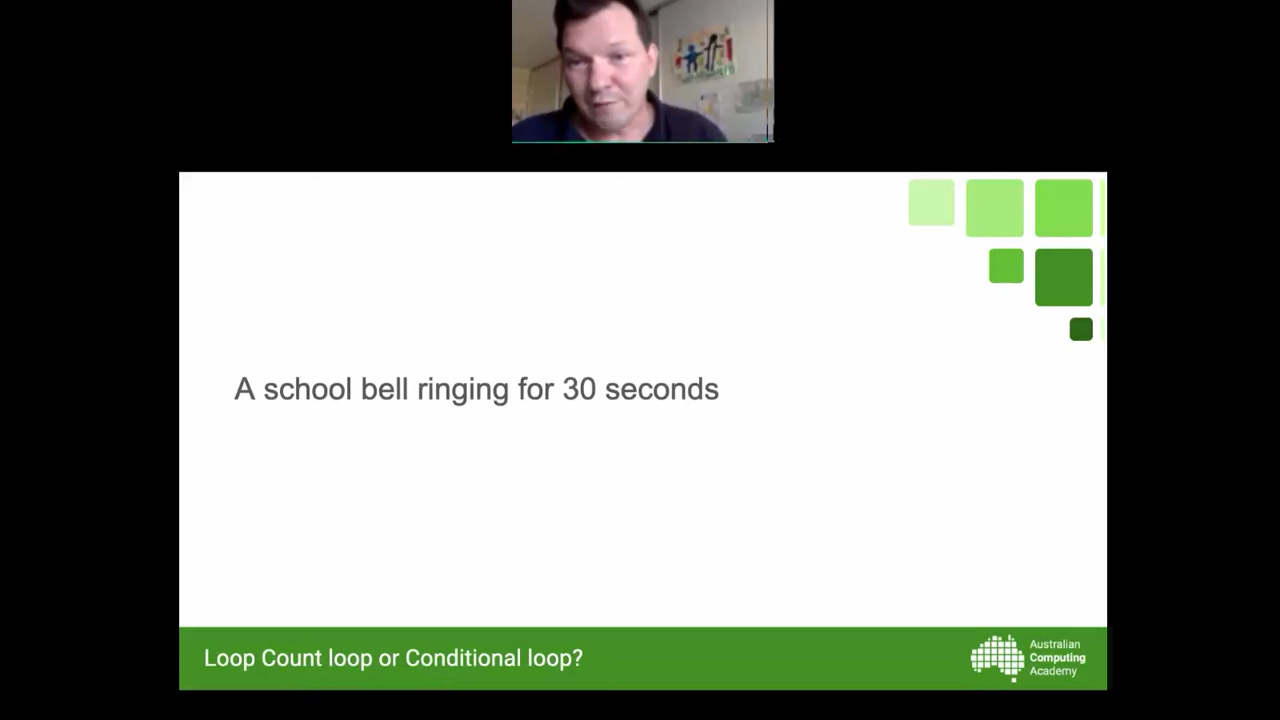 A school bell ringing for 30 seconds
Loop Count loop or Conditional loop?
Australian
Computing
Academy